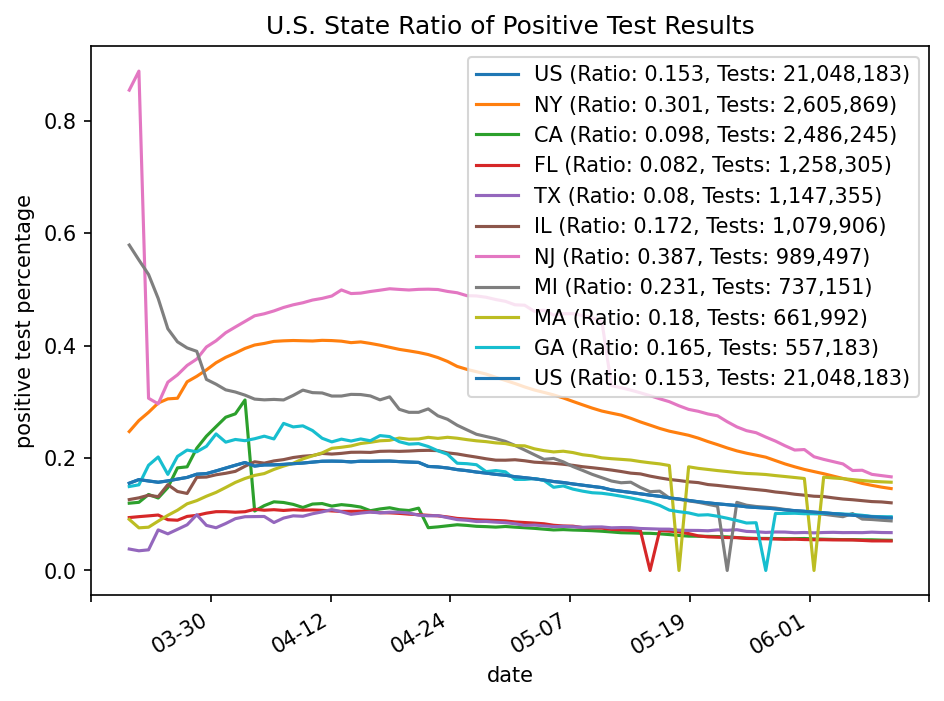 U.S. State Ratio of Positive Test Results
US (Ratio: 0.153, Tests: 21,048,183)
NY (Ratio: 0.301, Tests: 2,605,869)
CA (Ratio: 0.098, Tests: 2,486,245)
FL (Ratio: 0.082, Tests: 1,258,305)
TX (Ratio: 0.08, Tests: 1,147,355)
IL (Ratio: 0.172, Tests: 1,079,906)
NJ (Ratio: 0.387, Tests: 989,497)
MI (Ratio: 0.231, Tests: 737,151)
MA (Ratio: 0.18, Tests: 661,992)
GA (Ratio: 0.165, Tests: 557,183)
US (Ratio: 0.153, Tests: 21,048,183)
positive test percentage
0.8
0.6
0.4
0.2
0.0
03-30
04-12
04-24
05-07
05-19
06-01
date